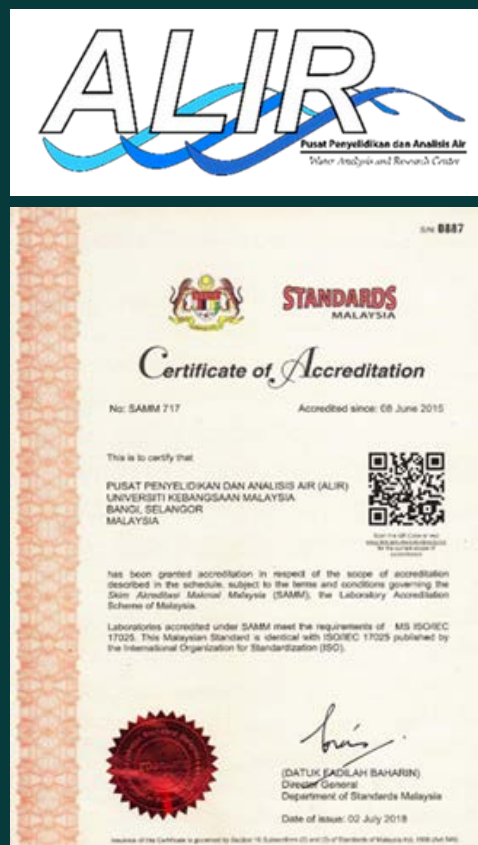 ALIR
Pusat Penyelidikan dan Analisis Air
Water Analysis and Research Center
S/N 0887
STANDARDS
MALAYSIA
Certificate of Accreditation
No: SAMM 717
Accredited since: 08 June 2015
This is to certify that
PUSAT PENYELIDIKAN DAN ANALISIS AIR (ALIR)
UNIVERSITI KEBANGSAAN MALAYSIA
BANGI, SELANGOR
MALAYSIA
has been granted accreditation in respect of the scope of accreditation
described in the schedule, subject to the terms and conditions governing the
Skim Akreditasi Makmal Malaysia (SAMM), the Laboratory Accreditation
Scheme of Malaysia.
Laboratories accredited under SAMM meet the requirements of MS ISO/IEC
17025. This Malaysian Standard is identical with ISO/IEC 17025 published by
the International Organization for Standardization (ISO).
(DATUK FADILAH BAHARIN)
Director General
Department of Standards Malaysia
Date of issue: 02 July 2018